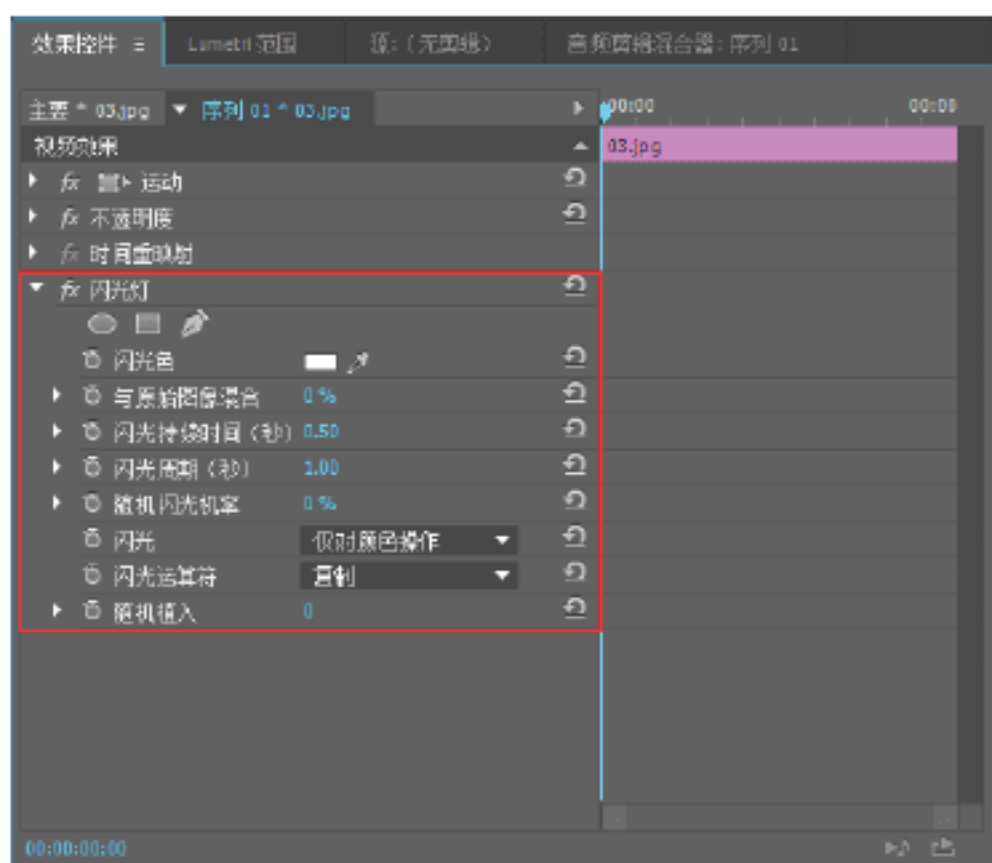 效果控件 ≡ Lumetri 范围 源:(无剪辑) 音频剪辑混合器: 序列 01
主要 * 03.jpg 序列 01 * 03.jpg 00:00 00:00
视频效果 03.jpg
fx 运动
fx 不透明度
fx 时间重映射
fx 闪光灯
闪光色
与原始图像混合 0 %
闪光持续时间(秒) 0.50
闪光周期(秒) 1.00
随机闪光机率 0 %
闪光 仅对颜色操作
闪光运算符 复制
随机植入 0
00:00:00:00